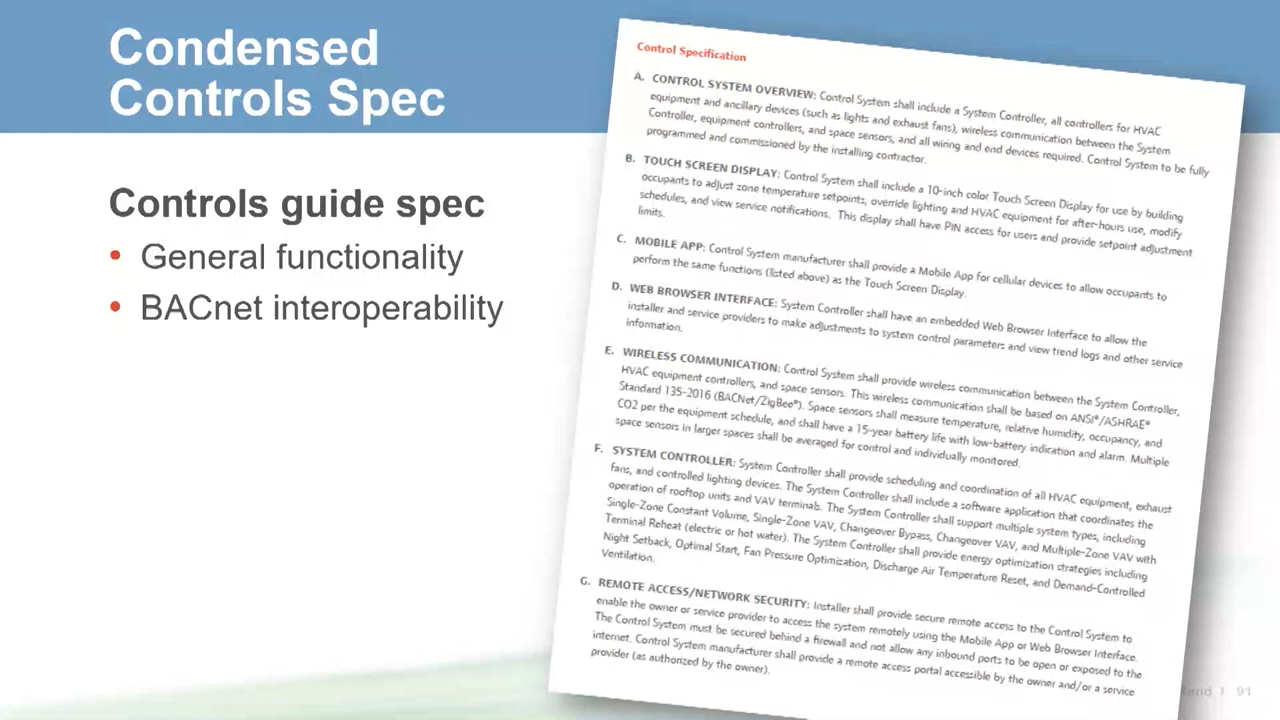 Condensed
Controls Spec
Controls guide spec
• General functionality
• BACnet interoperability
Control Specification
A. CONTROL SYSTEM OVERVIEW: Control System shall include a System Controller, all controllers for HVAC
equipment and ancillary devices (such as lights and exhaust fans), wireless communication between the System
Controller, equipment controllers, and space sensors, and all wiring and end devices required. Control System to be fully
programmed and commissioned by the installing contractor.
B. TOUCH SCREEN DISPLAY: Control System shall include a 10-inch color Touch Screen Display for use by building
occupants to adjust zone temperature setpoints, override lighting and HVAC equipment for after-hours use, modify
schedules, and view service notifications. This display shall have PIN access for users and provide setpoint adjustment
limits.
C. MOBILE APP: Control System manufacturer shall provide a Mobile App for cellular devices to allow occupants to
perform the same functions (listed above) as the Touch Screen Display.
D. WEB BROWSER INTERFACE: System Controller shall have an embedded Web Browser Interface to allow the
installer and service providers to make adjustments to system control parameters and view trend logs and other service
information.
E. WIRELESS COMMUNICATION: Control System shall provide wireless communication between the System Controller,
HVAC equipment controllers, and space sensors. This wireless communication shall be based on ANSI®/ASHRAE®
Standard 135-2016 (BACNet/ZigBee®). Space sensors shall measure temperature, relative humidity, occupancy, and
CO2 per the equipment schedule, and shall have a 15-year battery life with low-battery indication and alarm. Multiple
space sensors in larger spaces shall be averaged for control and individually monitored.
F. SYSTEM CONTROLLER: System Controller shall provide scheduling and coordination of all HVAC equipment, exhaust
fans, and controlled lighting devices. The System Controller shall include a software application that coordinates the
operation of rooftop units and VAV terminals. The System Controller shall support multiple system types, including
Single-Zone Constant Volume, Single-Zone VAV, Changeover Bypass, Changeover VAV, and Multiple-Zone VAV with
Terminal Reheat (electric or hot water). The System Controller shall provide energy optimization strategies including
Night Setback, Optimal Start, Fan Pressure Optimization, Discharge Air Temperature Reset, and Demand-Controlled
Ventilation.
G. REMOTE ACCESS/NETWORK SECURITY: Installer shall provide secure remote access to the Control System to
enable the owner or service provider to access the system remotely using the Mobile App or Web Browser Interface.
The Control System must be secured behind a firewall and not allow any inbound ports to be open or exposed to the
internet. Control System manufacturer shall provide a remote access portal accessible by the owner and/or a service
provider (as authorized by the owner).
91